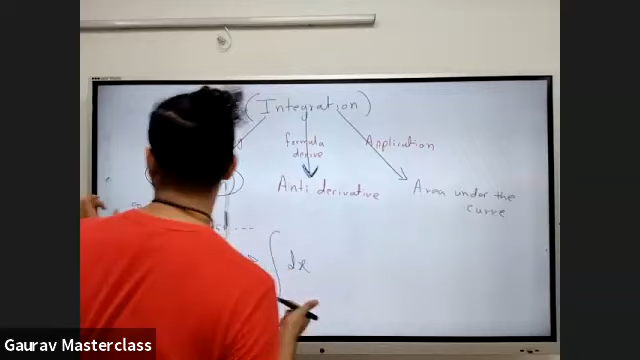 (Integration)
formula
derive
Application
Anti derivative
Area under the
curve
∫ dx
Gaurav Masterclass